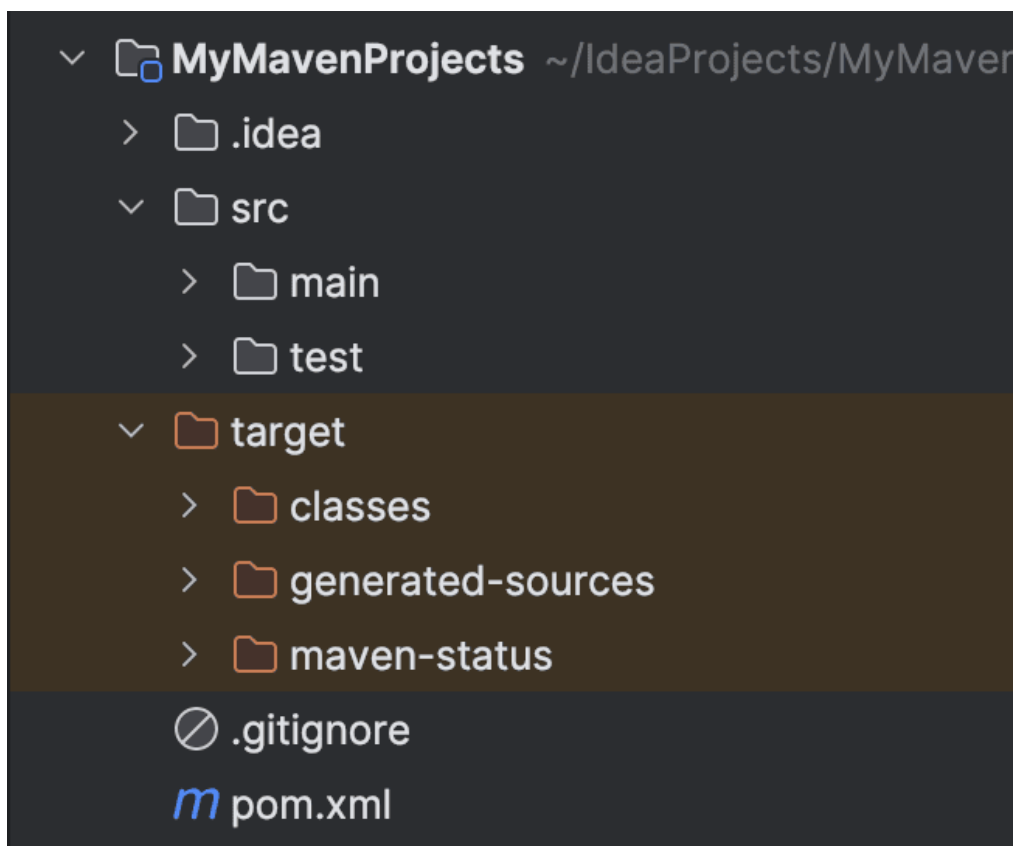 MyMavenProjects ~/IdeaProjects/MyMaven
.idea
src
main
test
target
classes
generated-sources
maven-status
.gitignore
m pom.xml